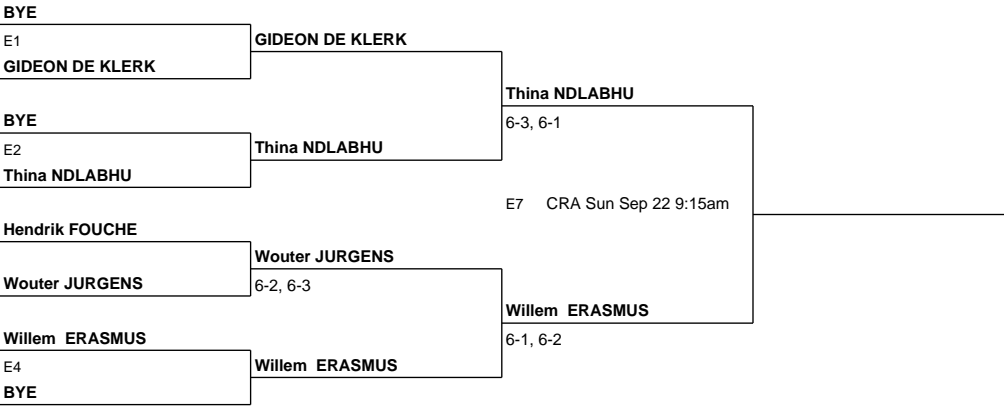 BYE
E1
GIDEON DE KLERK
GIDEON DE KLERK
BYE
E2
Thina NDLABHU
Thina NDLABHU
Thina NDLABHU
6-3, 6-1
E7 CRA Sun Sep 22 9:15am
Hendrik FOUCHE
Wouter JURGENS
Wouter JURGENS
6-2, 6-3
Willem ERASMUS
E4
BYE
Willem ERASMUS
Willem ERASMUS
6-1, 6-2